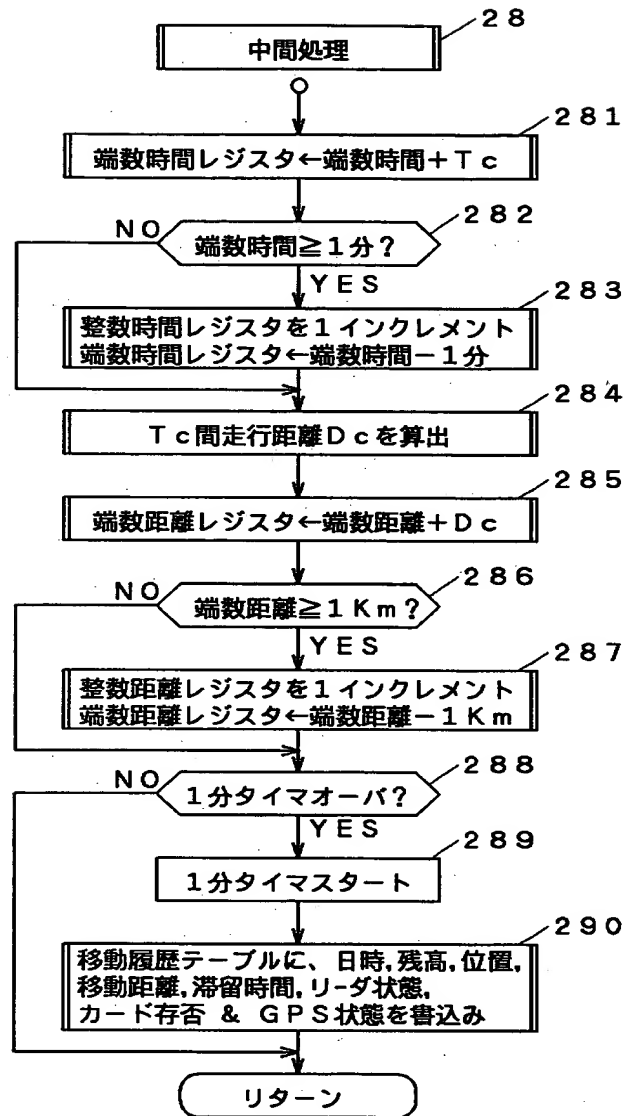 28
中間処理
281
端数時間レジスタ←端数時間+Tc
282
NO
端数時間≧1分?
YES
283
整数時間レジスタを1インクレメント
端数時間レジスタ←端数時間-1分
284
Tc間走行距離Dcを算出
285
端数距離レジスタ←端数距離+Dc
286
NO
端数距離≧1Km?
YES
287
整数距離レジスタを1インクレメント
端数距離レジスタ←端数距離-1Km
288
NO
1分タイマオーバ?
YES
289
1分タイマスタート
290
移動履歴テーブルに、日時,残高,位置,
移動距離,滞留時間,リーダ状態,
カード存否 & GPS状態を書込み
リターン